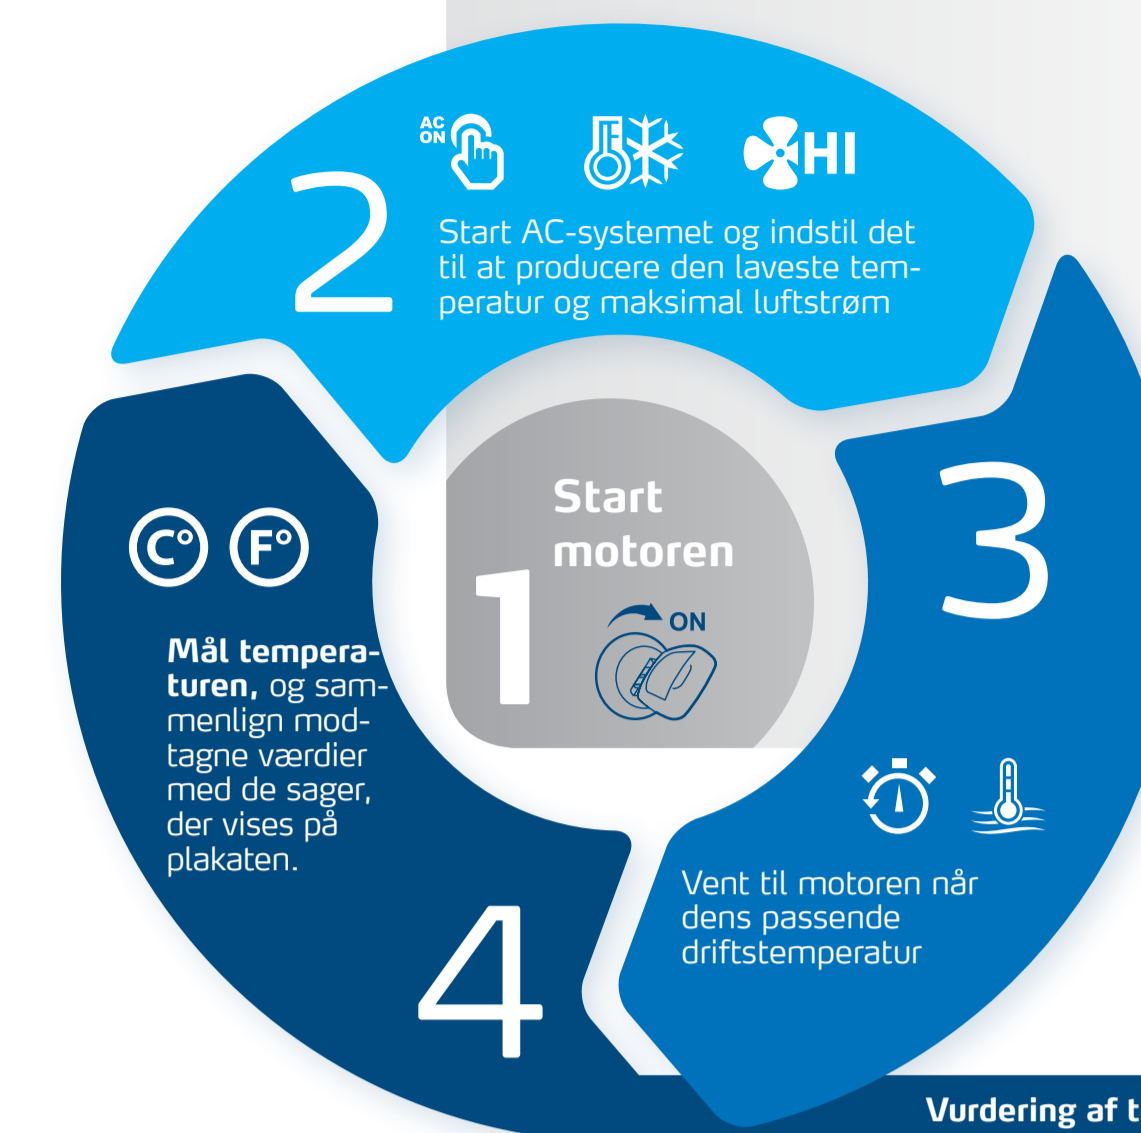 1
Start
motoren
ON
2
AC
ON
HI
Start AC-systemet og indstil det
til at producere den laveste tem-
peratur og maksimal luftstrøm
3
Vent til motoren når
dens passende
driftstemperatur
4
C°
F°
Mål tempera-
turen, og sam-
menlign mod-
tagne værdier
med de sager,
der vises på
plakaten.
Vurdering af t